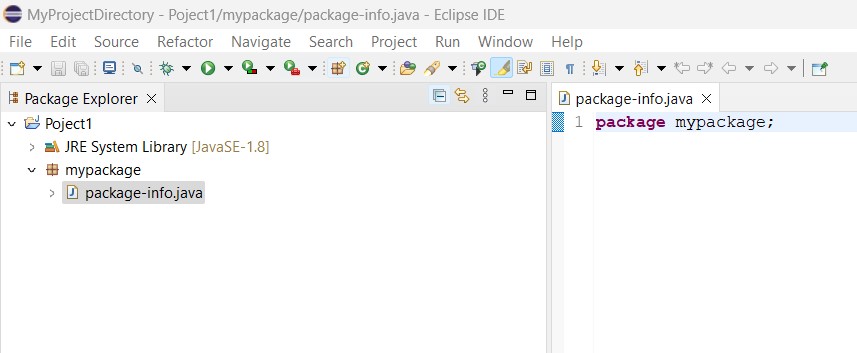 MyProjectDirectory - Poject1/mypackage/package-info.java - Eclipse IDE
File Edit Source Refactor Navigate Search Project Run Window Help
Package Explorer
package-info.java
Poject1
JRE System Library [JavaSE-1.8]
mypackage
package-info.java
1 package mypackage;